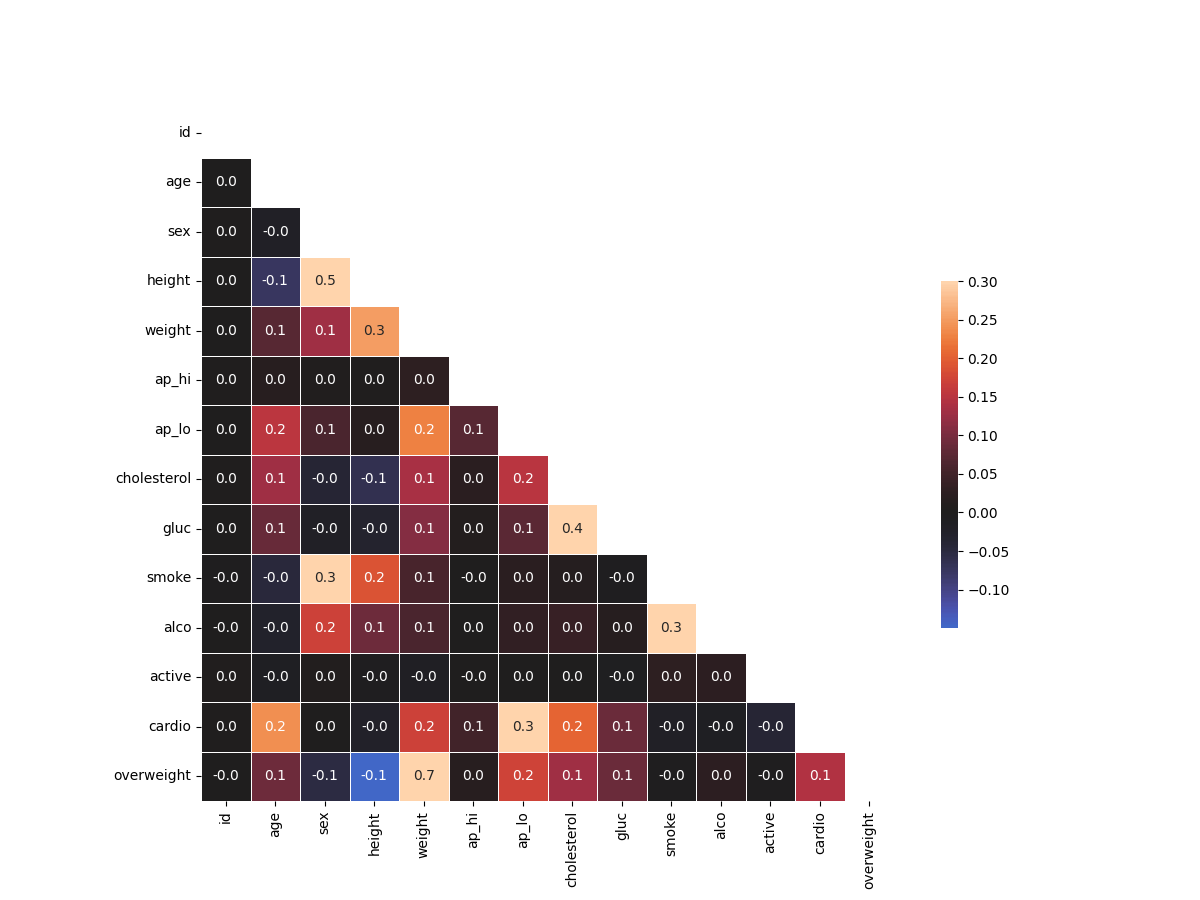 id
age 0.0
sex 0.0 -0.0
height 0.0 -0.1 0.5
weight 0.0 0.1 0.1 0.3
ap_hi 0.0 0.0 0.0 0.0 0.0
ap_lo 0.0 0.2 0.1 0.0 0.2 0.1
cholesterol 0.0 0.1 -0.0 -0.1 0.1 0.0 0.2
gluc 0.0 0.1 -0.0 -0.0 0.1 0.0 0.1 0.4
smoke -0.0 -0.0 0.3 0.2 0.1 -0.0 0.0 0.0 -0.0
alco -0.0 -0.0 0.2 0.1 0.1 0.0 0.0 0.0 0.0 0.3
active 0.0 -0.0 0.0 -0.0 -0.0 -0.0 0.0 0.0 -0.0 0.0 0.0
cardio 0.0 0.2 0.0 -0.0 0.2 0.1 0.3 0.2 0.1 -0.0 -0.0 -0.0
overweight -0.0 0.1 -0.1 -0.1 0.7 0.0 0.2 0.1 0.1 -0.0 0.0 -0.0 0.1
id age sex height weight ap_hi ap_lo cholesterol gluc smoke alco active cardio overweight
0.30
0.25
0.20
0.15
0.10
0.05
0.00
−0.05
−0.10